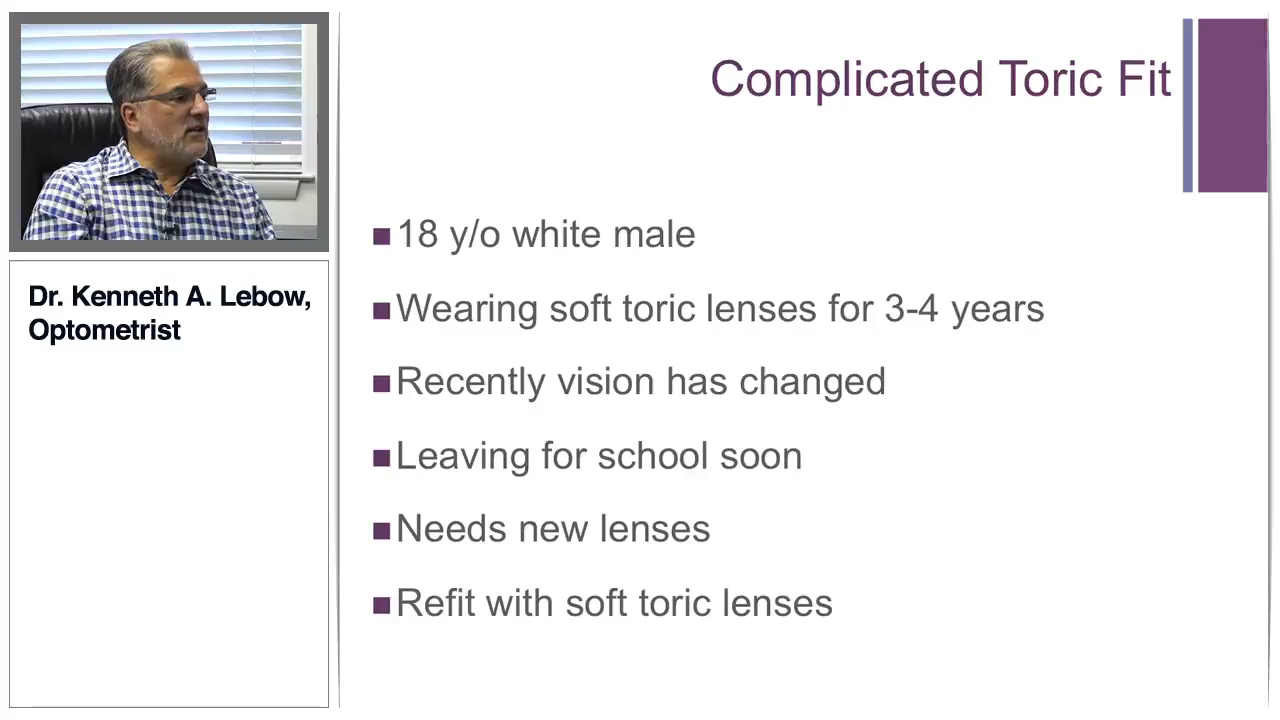 Complicated Toric Fit
18 y/o white male
Wearing soft toric lenses for 3-4 years
Recently vision has changed
Leaving for school soon
Needs new lenses
Refit with soft toric lenses
Dr. Kenneth A. Lebow,
Optometrist